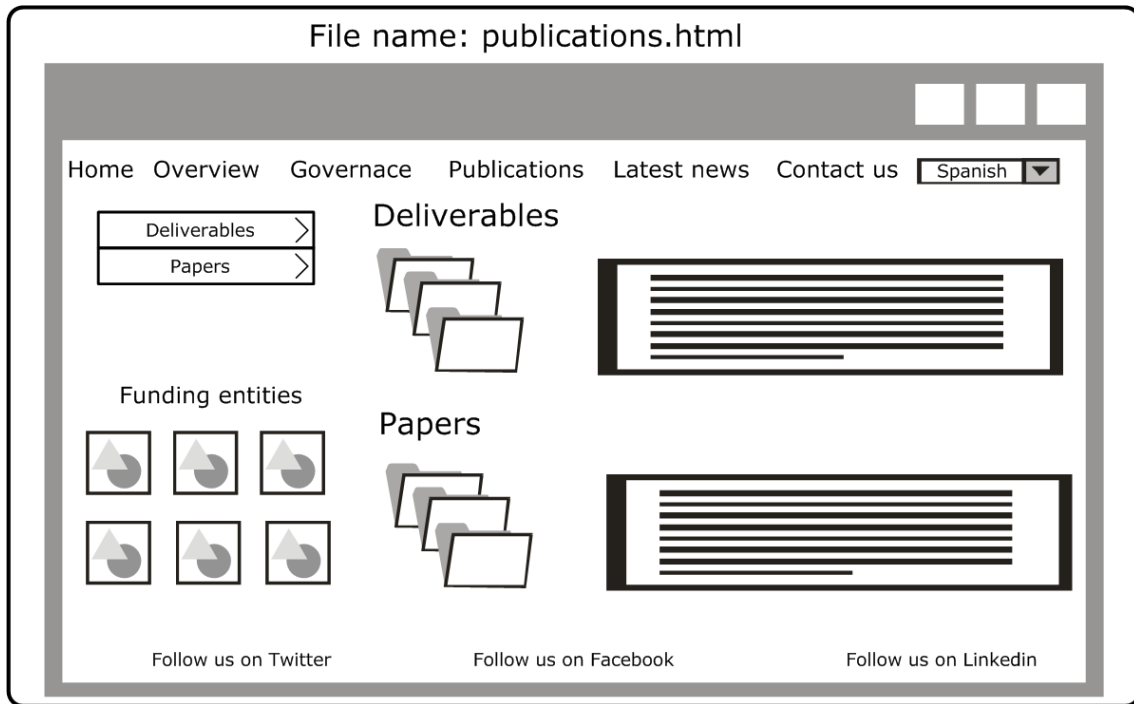 File name: publications.html
Home Overview Governace Publications Latest news Contact us Spanish
Deliverables
Papers
Deliverables
Funding entities
Papers
Follow us on Twitter Follow us on Facebook Follow us on Linkedin